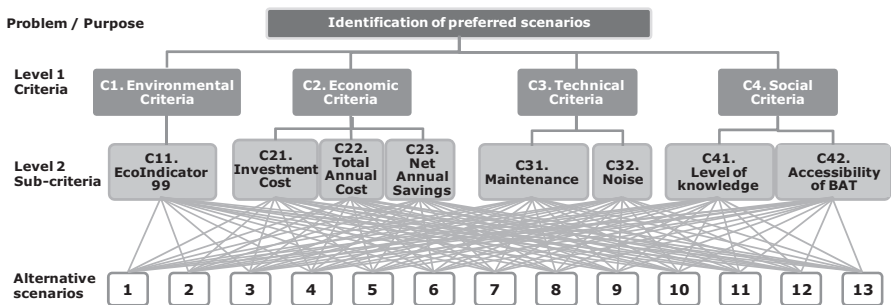 Problem / Purpose
Identification of preferred scenarios
Level 1
Criteria
C1. Environmental
Criteria
C2. Economic
Criteria
C3. Technical
Criteria
C4. Social
Criteria
Level 2
Sub-criteria
C11.
EcoIndicator
99
C21.
Investment
Cost
C22.
Total
Annual
Cost
C23.
Net
Annual
Savings
C31.
Maintenance
C32.
Noise
C41.
Level of
knowledge
C42.
Accessibility
of BAT
Alternative
scenarios
1 2 3 4 5 6 7 8 9 10 11 12 13